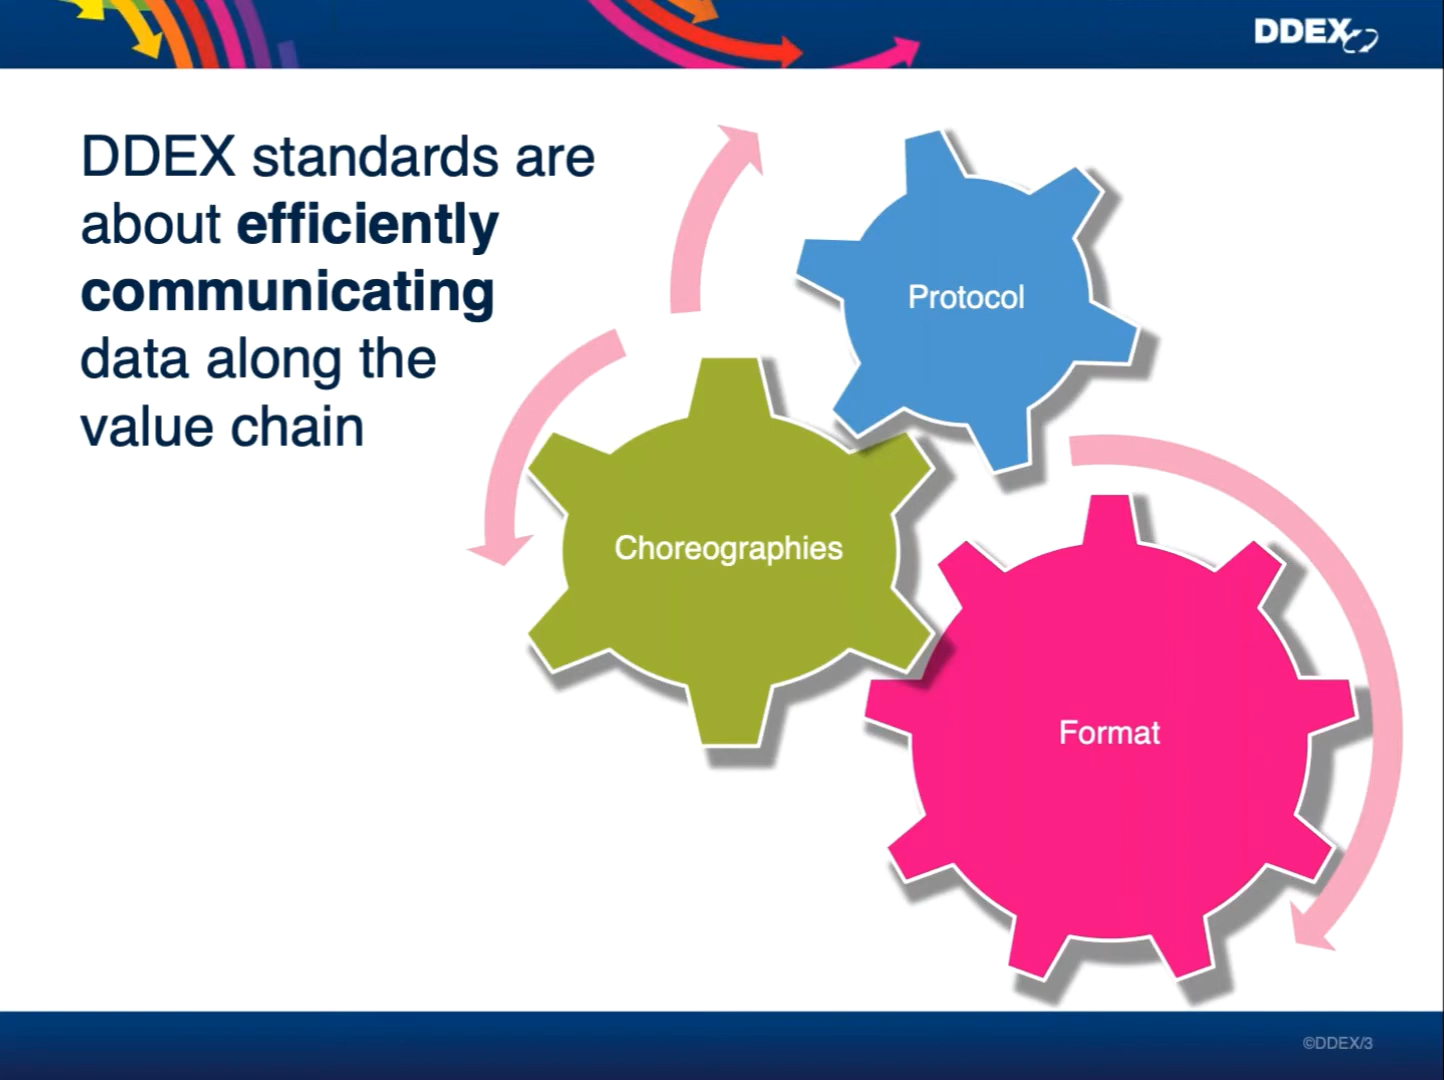 DDEX
DDEX standards are
about efficiently
communicating
data along the
value chain
Protocol
Choreographies
Format
©DDEX/3